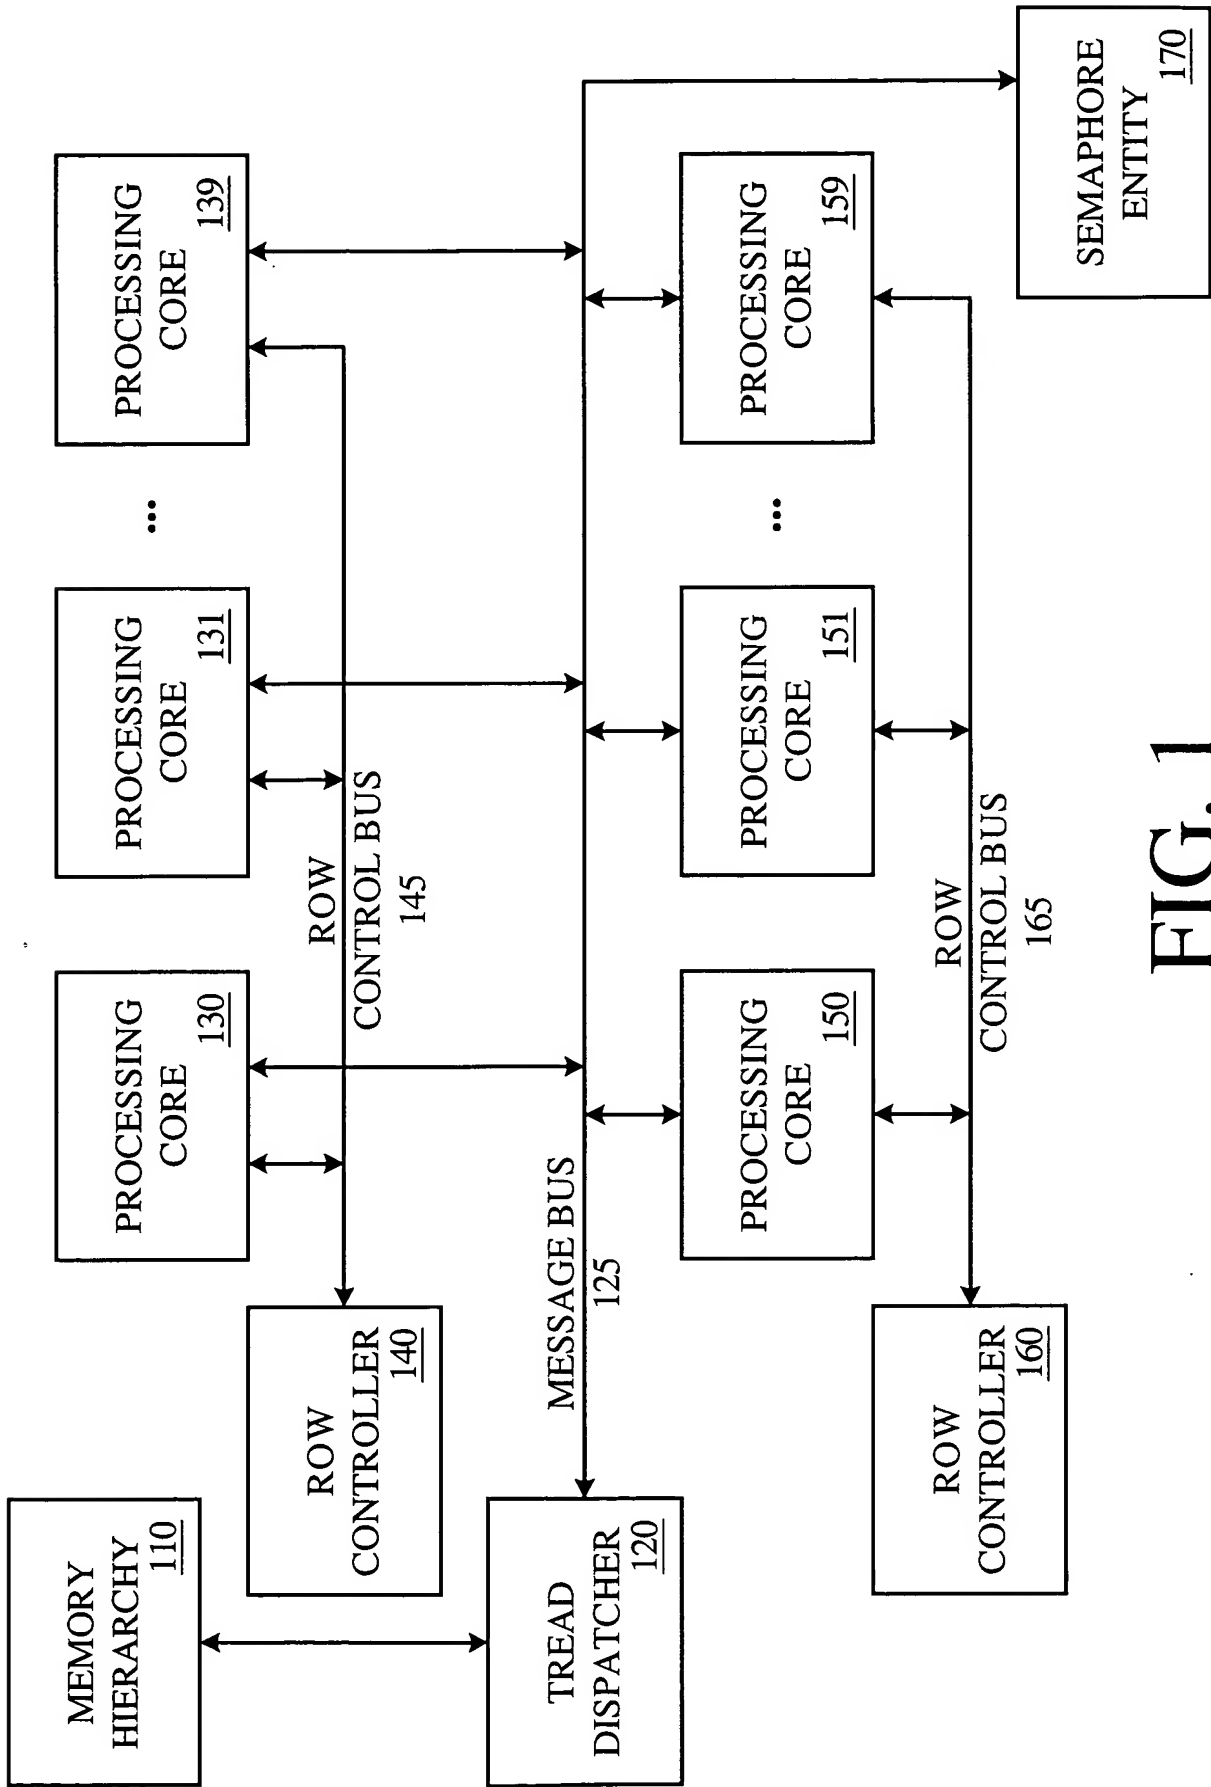 MEMORY
HIERARCHY
110
ROW
CONTROLLER
140
TREAD
DISPATCHER
120
ROW
CONTROLLER
160
PROCESSING
CORE
130
PROCESSING
CORE
131
...
PROCESSING
CORE
139
ROW
CONTROL BUS
145
MESSAGE BUS
125
PROCESSING
CORE
150
PROCESSING
CORE
151
...
PROCESSING
CORE
159
ROW
CONTROL BUS
165
SEMAPHORE
ENTITY
170
FIG. 1